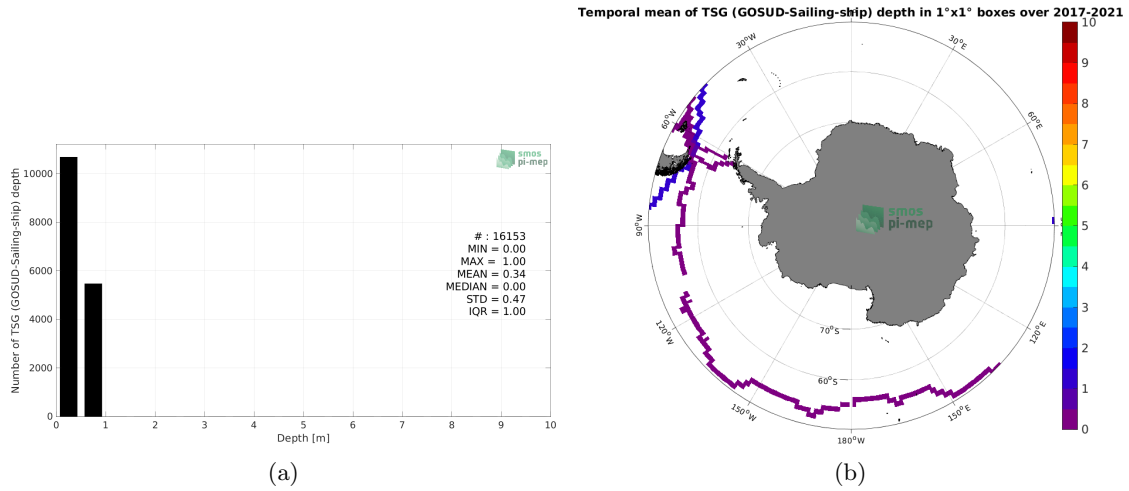 Temporal mean of TSG (GOSUD-Sailing-ship) depth in 1°x1° boxes over 2017-2021
Number of TSG (GOSUD-Sailing-ship) depth
10000
8000
6000
4000
2000
0
smos
pi-mep
# : 16153
MIN = 0.00
MAX = 1.00
MEAN = 0.34
MEDIAN = 0.00
STD = 0.47
IQR = 1.00
0 1 2 3 4 5 6 7 8 9 10
Depth [m]
(a)
30°W
30°E
60°W
60°E
90°W
120°W
120°E
150°W
150°E
180°W
70°S
60°S
smos
pi-mep
10
9
8
7
6
5
4
3
2
1
0
(b)